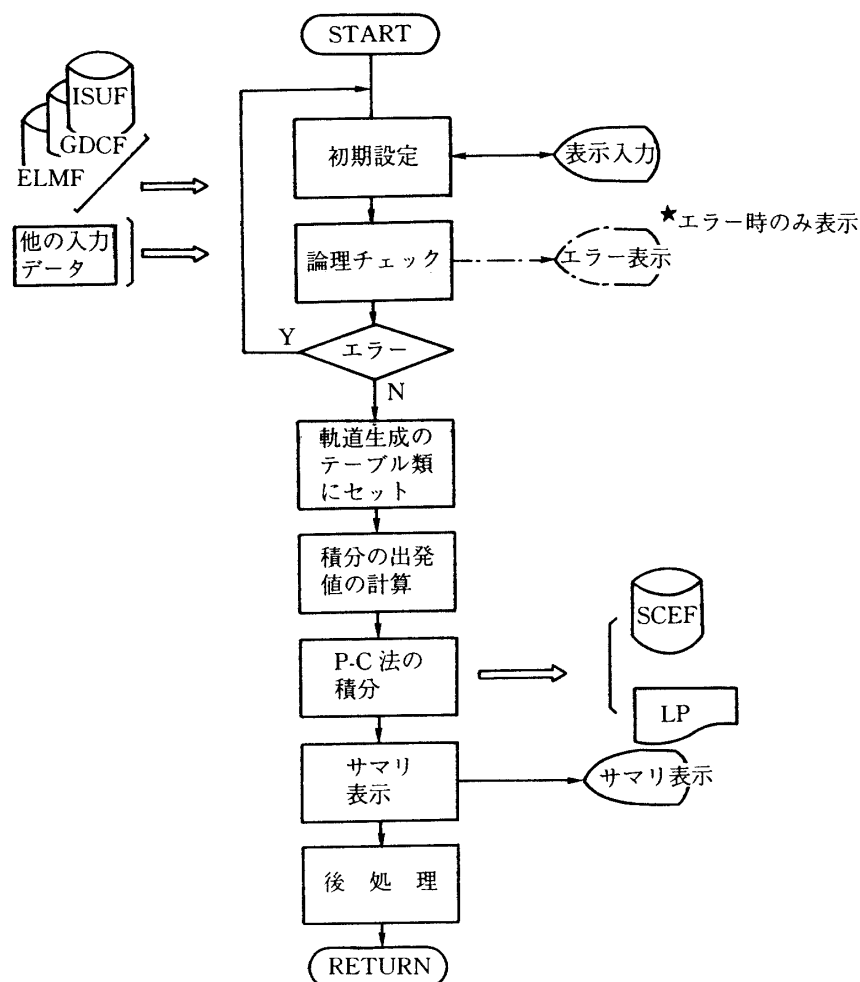 START
ISUF
GDCF
ELMF
初期設定
表示入力
他の入力
データ
論理チェック
★エラー時のみ表示
エラー表示
Y
エラー
N
軌道生成の
テーブル類
にセット
積分の出発
値の計算
SCEF
P-C法の
積分
LP
サマリ
表示
サマリ表示
後処理
RETURN